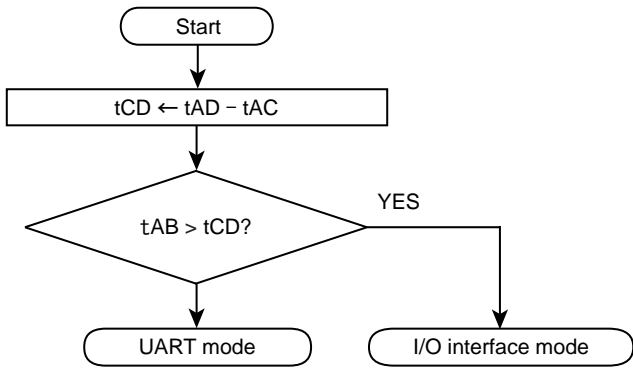 Start
tCD ← tAD − tAC
tAB > tCD?
YES
UART mode
I/O interface mode